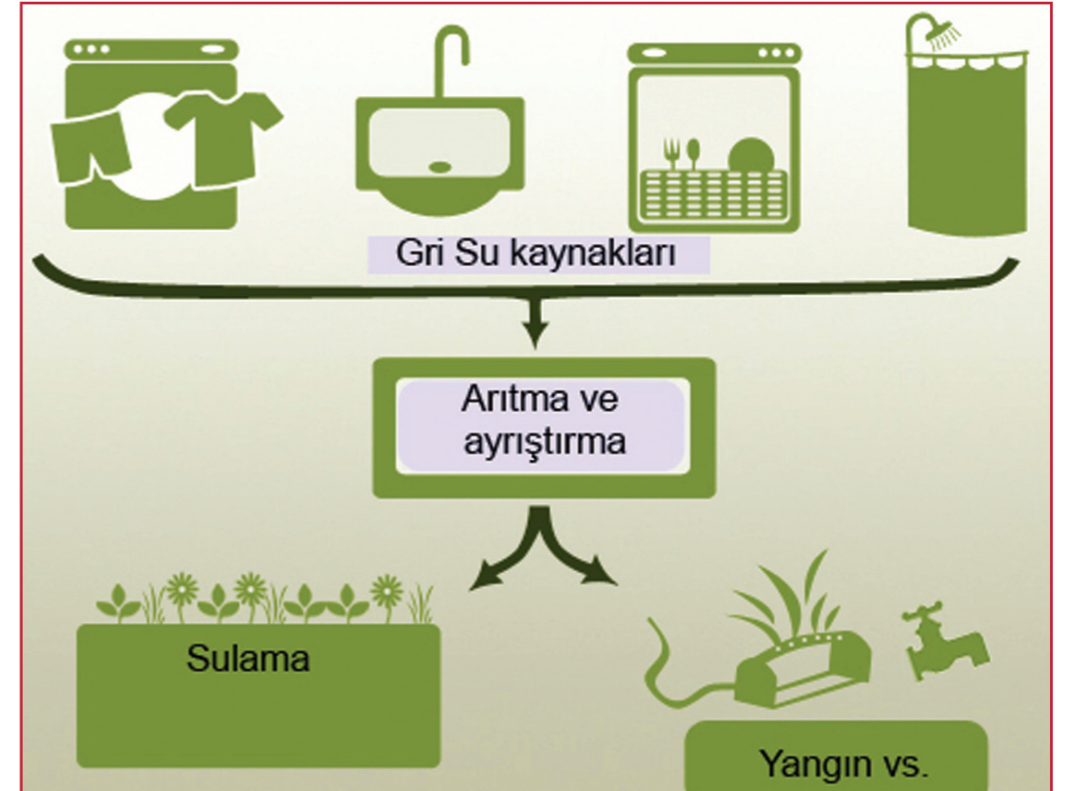 Gri Su kaynakları
Arıtma ve
ayrıştırma
Sulama
Yangın vs.